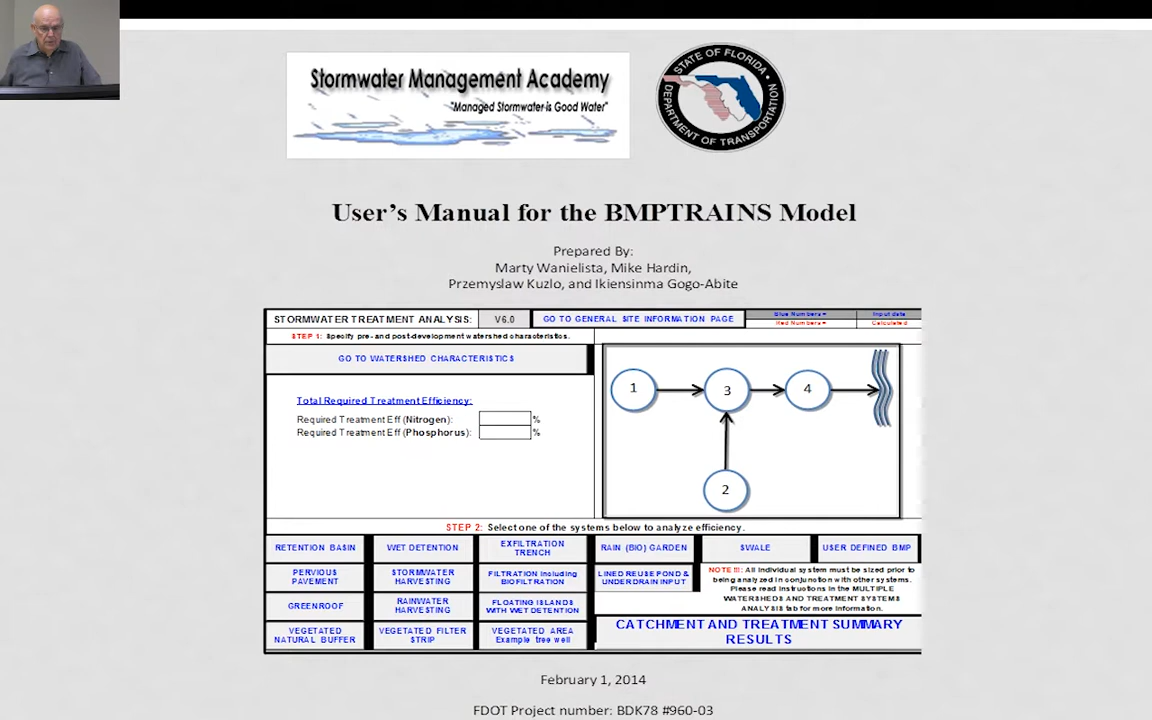 Stormwater Management Academy
"Managed Stormwater is Good Water"
STATE OF FLORIDA
DEPARTMENT OF TRANSPORTATION
User's Manual for the BMPTRAINS Model
Prepared By:
Marty Wanielista, Mike Hardin,
Przemyslaw Kuzlo, and Ikiensinma Gogo-Abite
STORMWATER TREATMENT ANALYSIS: V6.0 GO TO GENERAL SITE INFORMATION PAGE
Blue Numbers = Input data
Red Numbers = Calculated
STEP 1: Specify pre- and post-development watershed characteristics.
GO TO WATERSHED CHARACTERISTICS
Total Required Treatment Efficiency:
Required Treatment Eff (Nitrogen): %
Required Treatment Eff (Phosphorus): %
1 3 4
2
STEP 2: Select one of the systems below to analyze efficiency.
RETENTION BASIN
WET DETENTION
EXFILTRATION
TRENCH
RAIN (BIO) GARDEN
SWALE
USER DEFINED BMP
PERVIOUS
PAVEMENT
STORMWATER
HARVESTING
FILTRATION including
BIOFILTRATION
LINED REUSE POND &
UNDERDRAIN INPUT
NOTE!!!: All individual system must be sized prior to
being analyzed in conjunction with other systems.
Please read instructions in the MULTIPLE
WATERSHEDS AND TREATMENT SYSTEMS
ANALYSIS tab for more information.
GREENROOF
RAINWATER
HARVESTING
FLOATING ISLANDS
WITH WET DETENTION
VEGETATED
NATURAL BUFFER
VEGETATED FILTER
STRIP
VEGETATED AREA
Example tree well
CATCHMENT AND TREATMENT SUMMARY
RESULTS
February 1, 2014
FDOT Project number: BDK78 #960-03